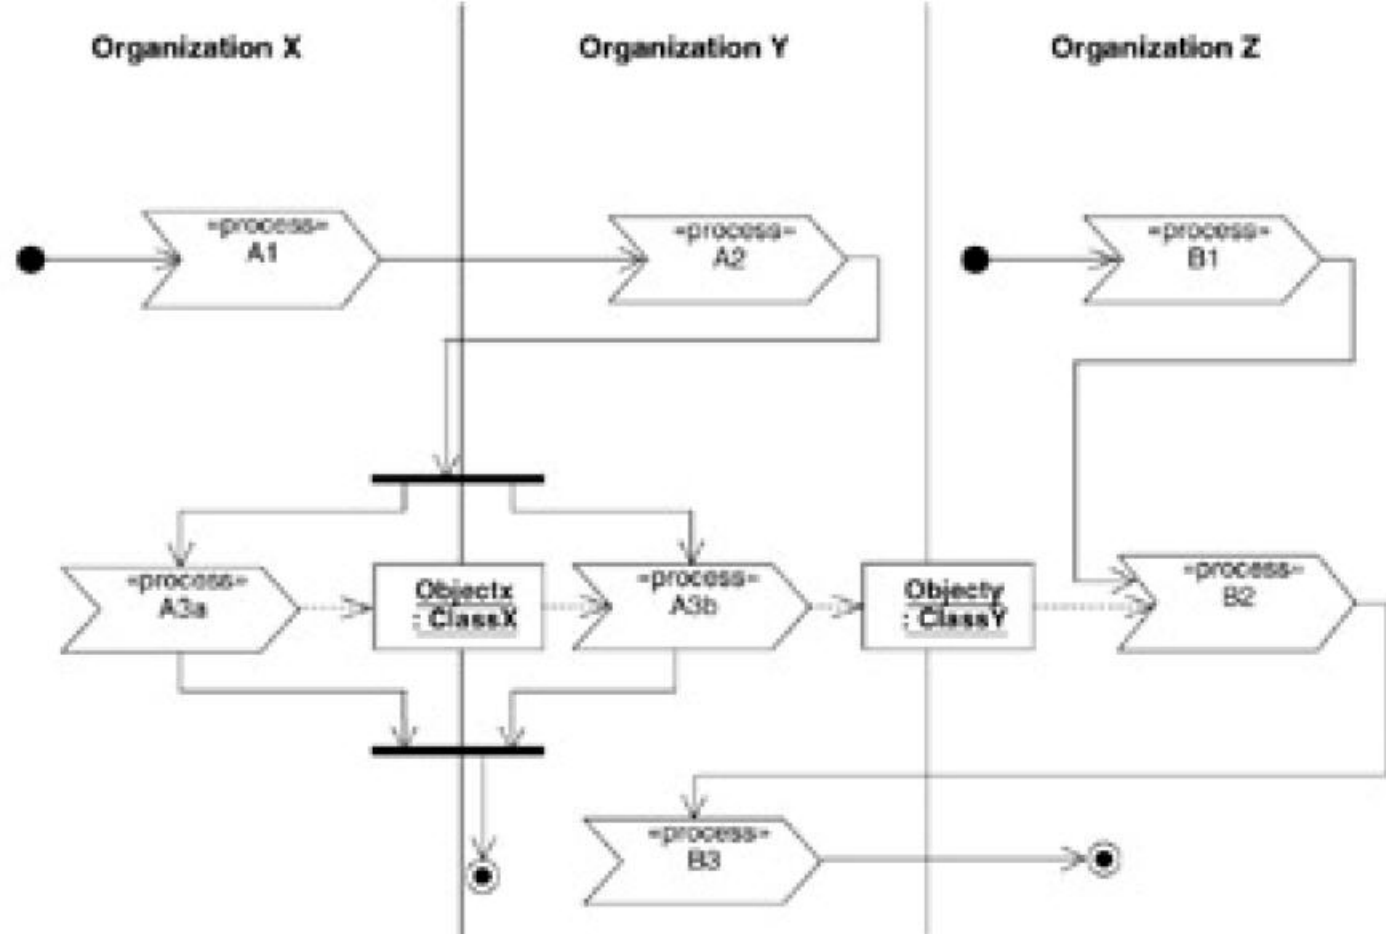 Organization X
Organization Y
Organization Z
«process»
A1
«process»
A2
«process»
B1
«process»
A3a
Objectx
: ClassX
«process»
A3b
Objecty
: ClassY
«process»
B2
«process»
B3